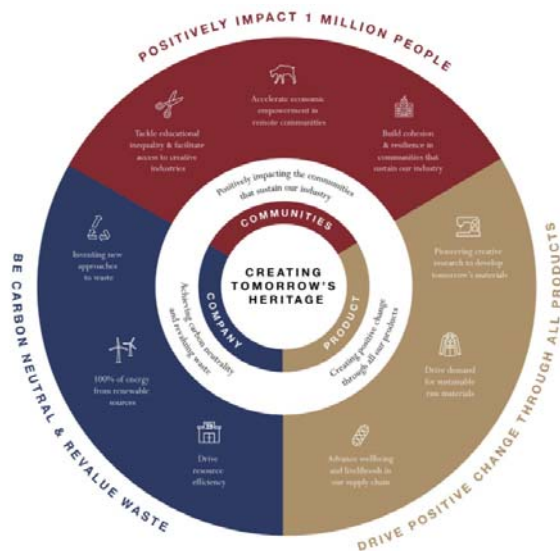 POSITIVELY IMPACT 1 MILLION PEOPLE
Accelerate economic
empowerment in
remote communities
Tackle educational
inequality & facilitate
access to creative
industries
Build cohesion
& resilience in
communities that
sustain our industry
Positively impacting the communities
that sustain our industry
COMMUNITIES
CREATING
TOMORROW'S
HERITAGE
COMPANY
PRODUCT
Achieving carbon neutrality
and revaluing waste
Creating positive change
through all our products
Inventing new
approaches
to waste
100% of energy
from renewable
sources
Drive
resource
efficiency
Pioneering creative
research to develop
tomorrow's materials
Drive demand
for sustainable
raw materials
Advance wellbeing
and livelihoods in
our supply chain
BE CARBON NEUTRAL & REVALUE WASTE
DRIVE POSITIVE CHANGE THROUGH ALL PRODUCTS